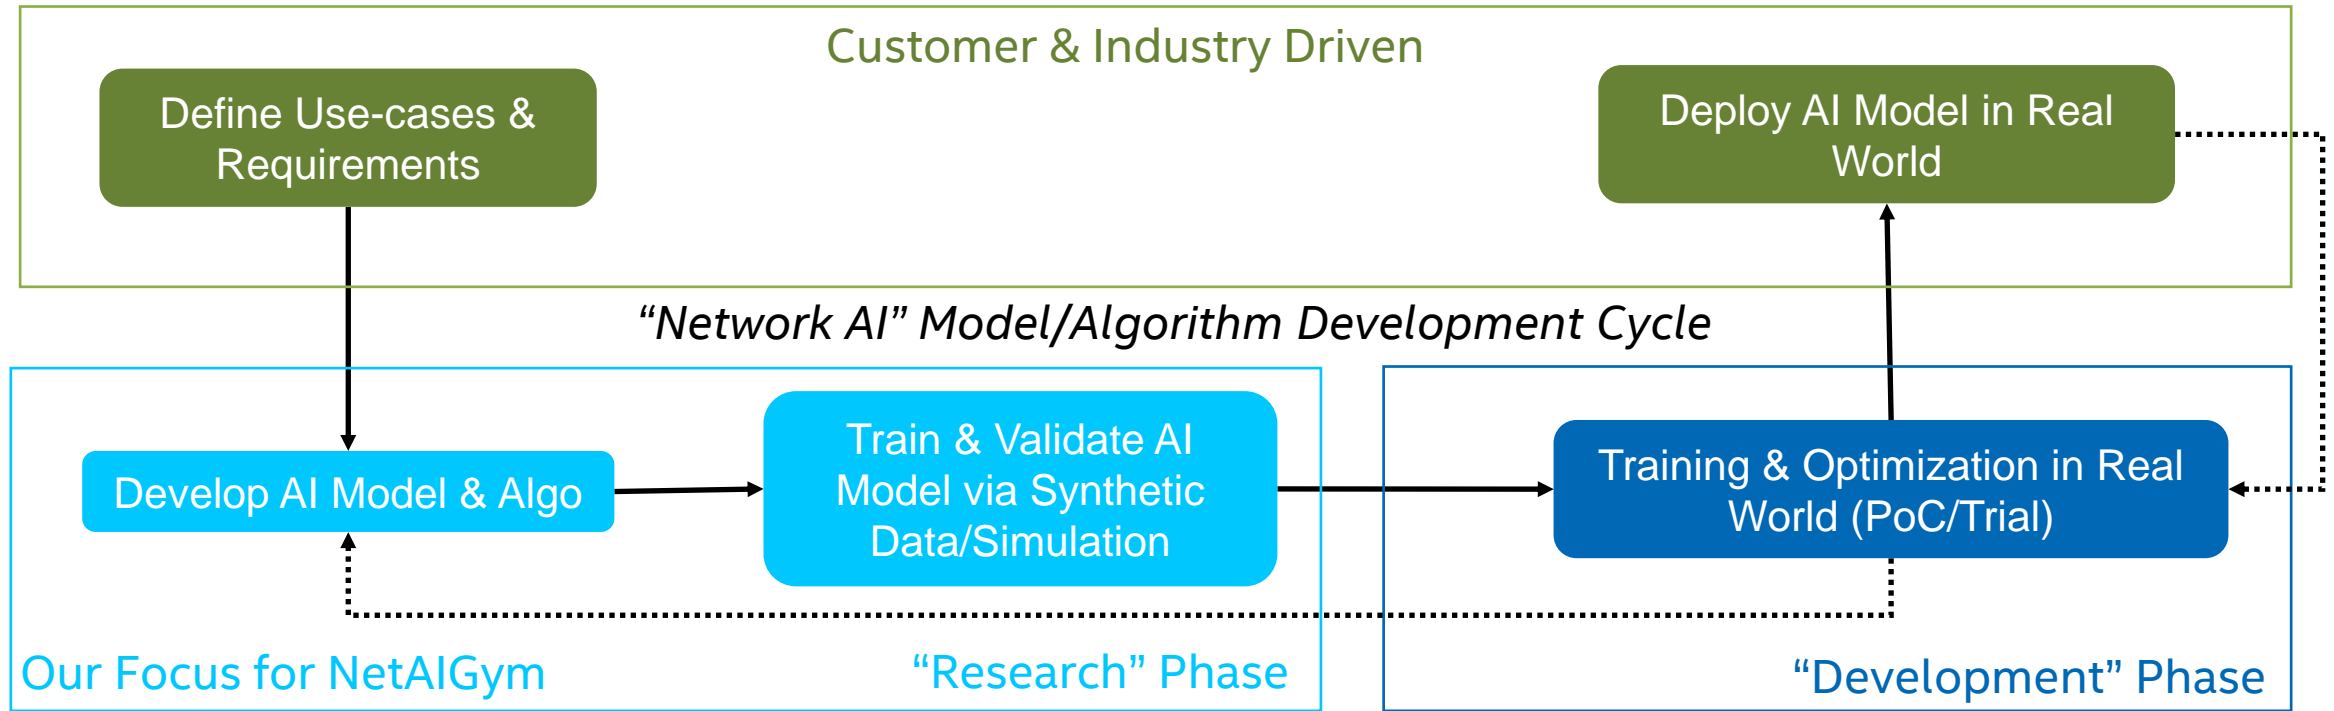 Customer & Industry Driven
Define Use-cases &
Requirements
Deploy AI Model in Real
World
“Network AI” Model/Algorithm Development Cycle
Develop AI Model & Algo
Train & Validate AI
Model via Synthetic
Data/Simulation
Training & Optimization in Real
World (PoC/Trial)
Our Focus for NetAIGym
“Research” Phase
“Development” Phase